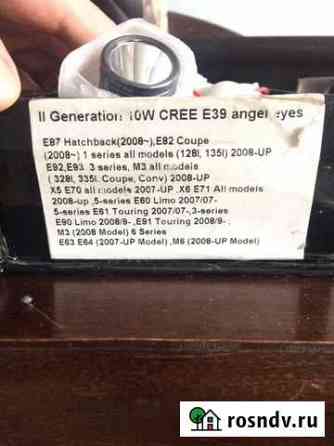 II Generation 10W CREE E39 angel eyes
E87 Hatchback(2008~),E82 Coupe
(2008~) 1 series all models (128I, 135I) 2008-UP
E92,E93 3 series, M3 all models
( 328I, 335I. Coupe, Conv) 2008-UP
X5 E70 all models 2007-UP ,X6 E71 All models
2008-up ,5-series E60 Limo 2007/07-
5-series E61 Touring 2007/07-,3-series
E90 Limo 2008/9- ,E91 Touring 2008/9-,
M3 (2008 Model) 6 Series
E63 E64 (2007-UP Model) ,M6 (2008-UP Model)
rosndv.ru